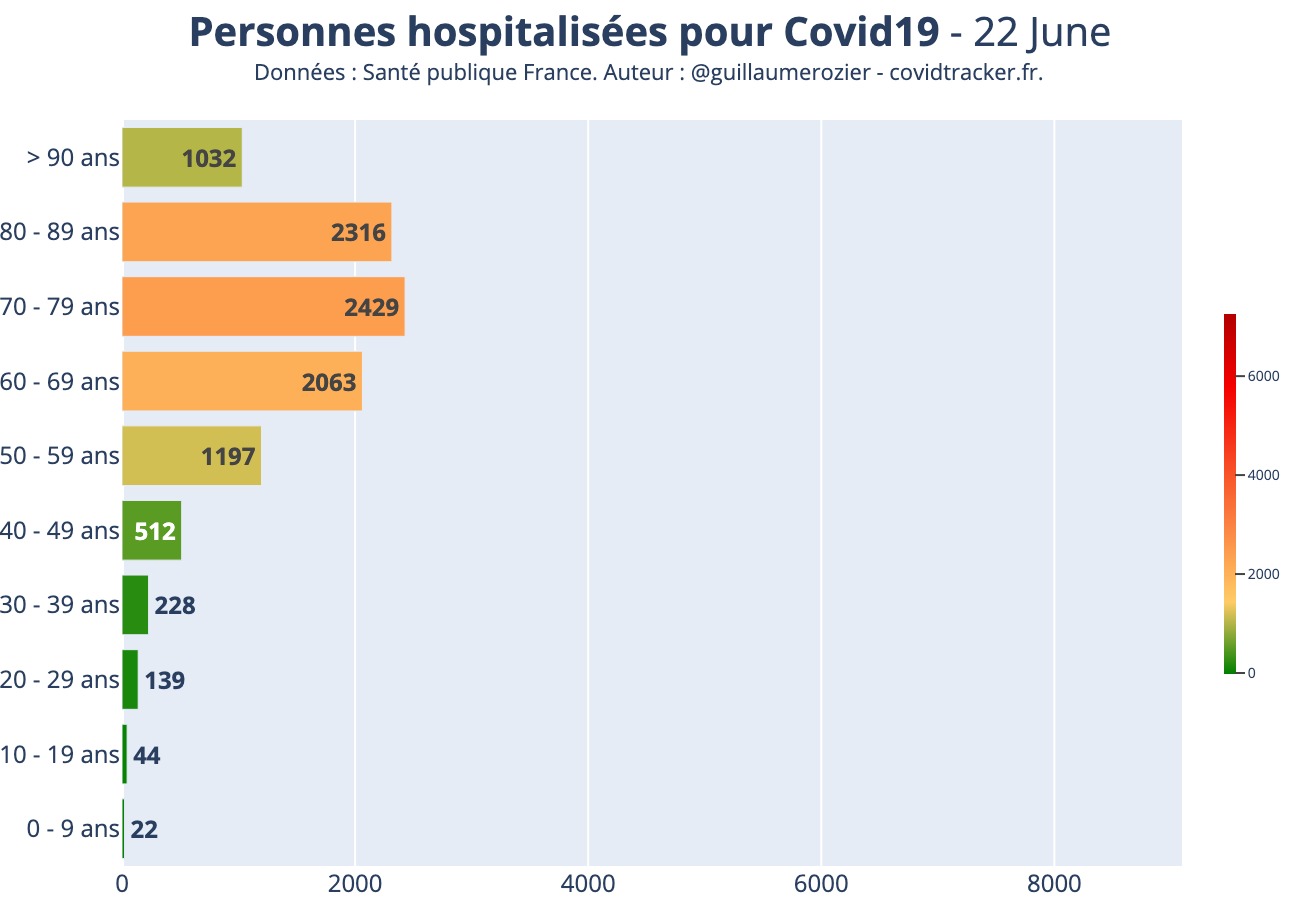 Personnes hospitalisées pour Covid19 - 22 June
Données : Santé publique France. Auteur : @guillaumerozier - covidtracker.fr.
> 90 ans 1032
80 - 89 ans 2316
70 - 79 ans 2429
60 - 69 ans 2063
50 - 59 ans 1197
40 - 49 ans 512
30 - 39 ans 228
20 - 29 ans 139
10 - 19 ans 44
0 - 9 ans 22
0 2000 4000 6000 8000
6000
4000
2000
0